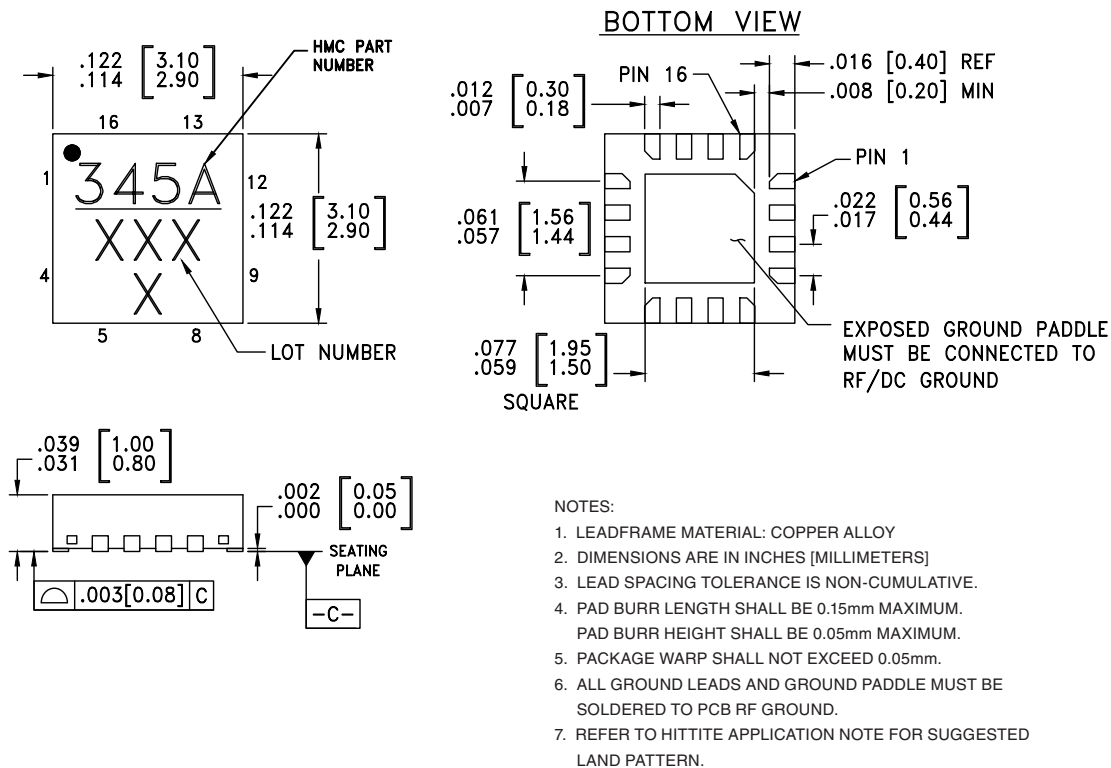 BOTTOM VIEW
.122 [3.10]
.114 [2.90]
HMC PART
NUMBER
16 13
1
345A
12
XXX
X
4
9
5 8
LOT NUMBER
.122 [3.10]
.114 [2.90]
PIN 16
.016 [0.40] REF
.008 [0.20] MIN
.012 [0.30]
.007 [0.18]
PIN 1
.061 [1.56]
.057 [1.44]
.022 [0.56]
.017 [0.44]
.077 [1.95]
.059 [1.50]
SQUARE
EXPOSED GROUND PADDLE
MUST BE CONNECTED TO
RF/DC GROUND
.039 [1.00]
.031 [0.80]
.002 [0.05]
.000 [0.00]
SEATING
PLANE
.003[0.08] C
-C-
NOTES:
1. LEADFRAME MATERIAL: COPPER ALLOY
2. DIMENSIONS ARE IN INCHES [MILLIMETERS]
3. LEAD SPACING TOLERANCE IS NON-CUMULATIVE.
4. PAD BURR LENGTH SHALL BE 0.15mm MAXIMUM.
PAD BURR HEIGHT SHALL BE 0.05mm MAXIMUM.
5. PACKAGE WARP SHALL NOT EXCEED 0.05mm.
6. ALL GROUND LEADS AND GROUND PADDLE MUST BE
SOLDERED TO PCB RF GROUND.
7. REFER TO HITTITE APPLICATION NOTE FOR SUGGESTED
LAND PATTERN.